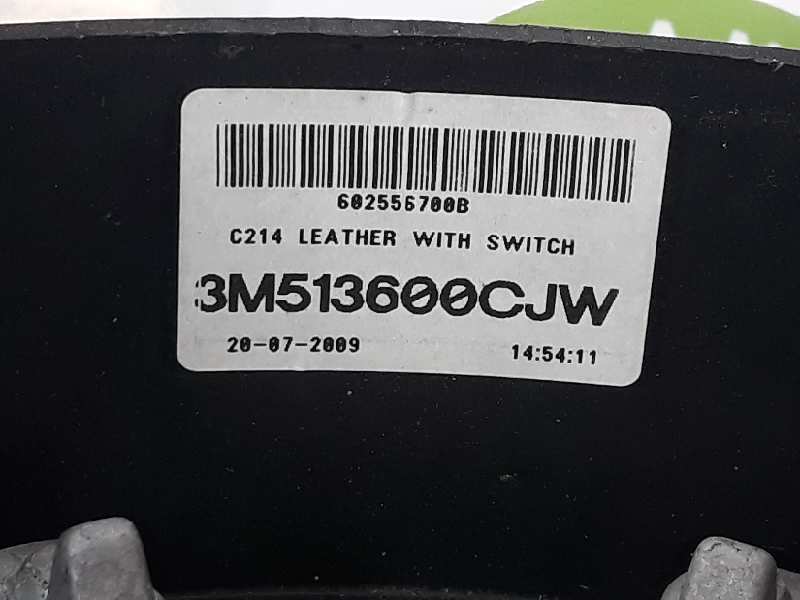 602556700B
C214 LEATHER WITH SWITCH
3M513600CJW
20-07-2009 14:54:11